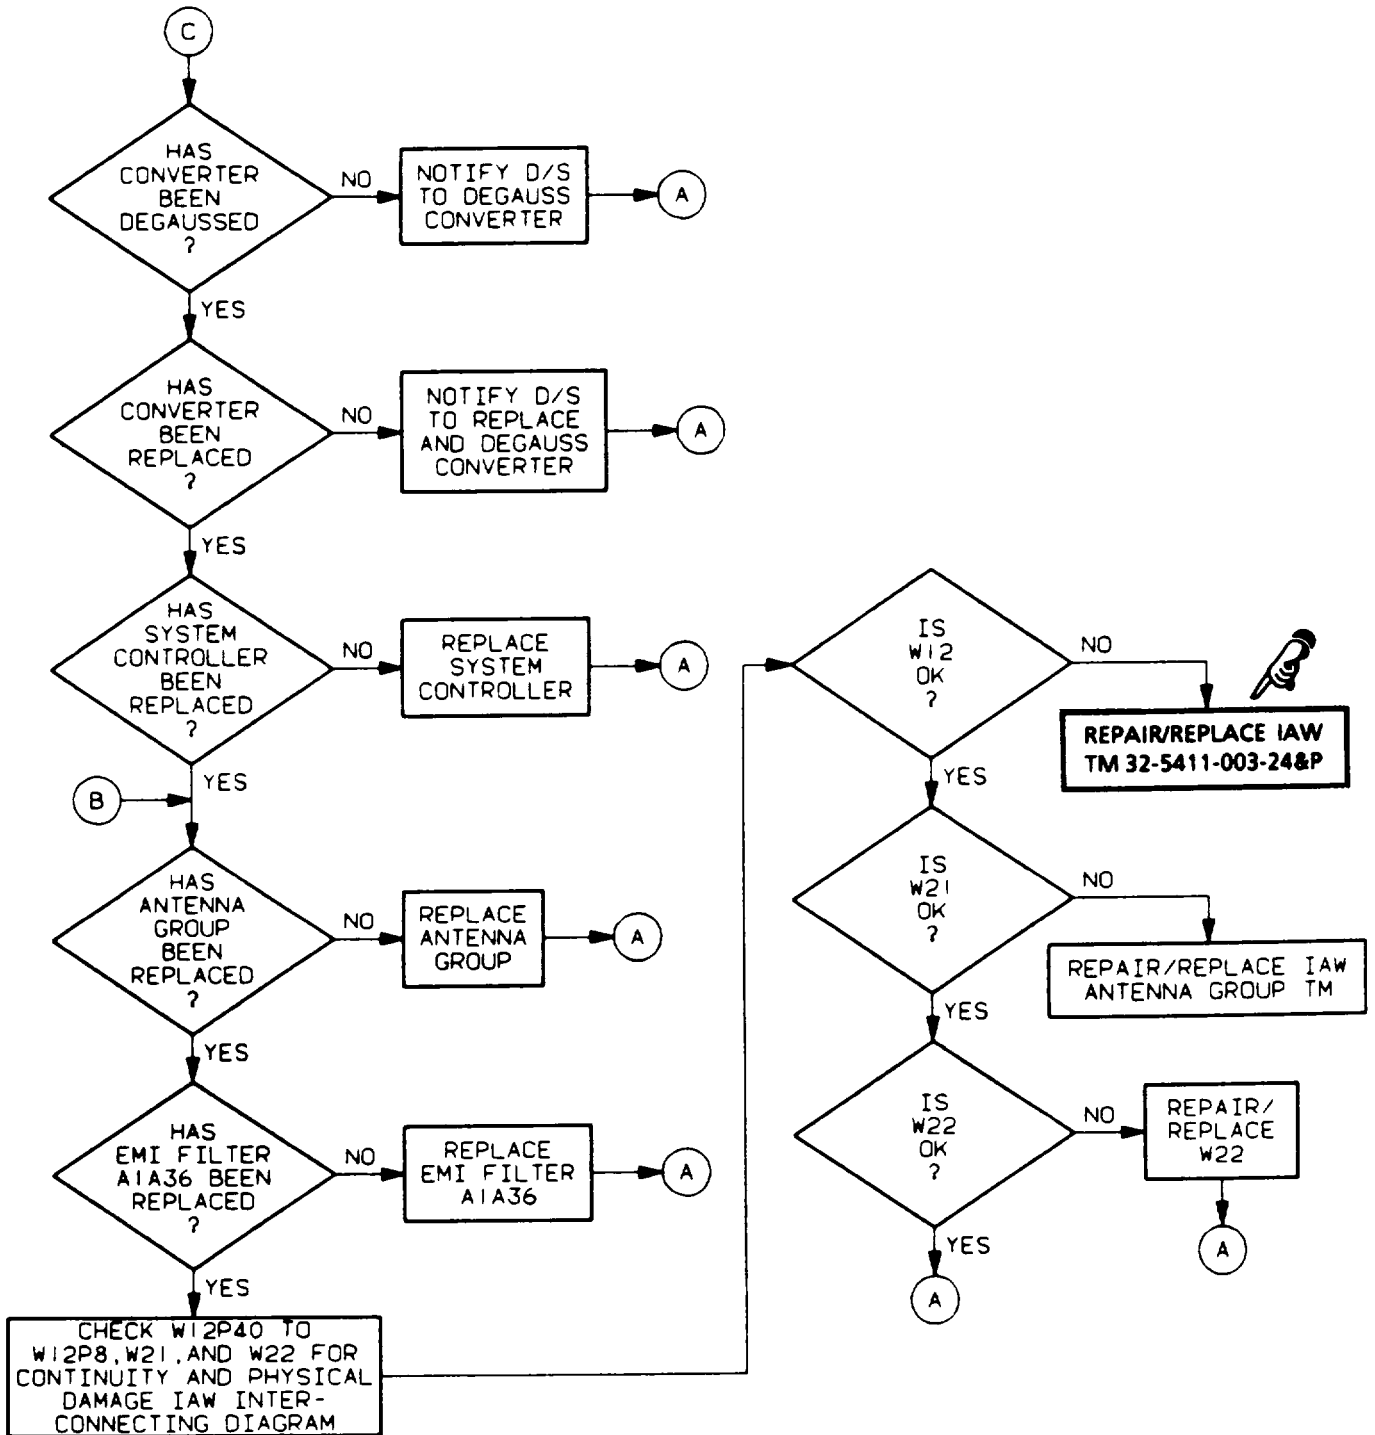 C
HAS
CONVERTER
BEEN
DEGAUSSED
?
NO
NOTIFY D/S
TO DEGAUSS
CONVERTER
A
YES
HAS
CONVERTER
BEEN
REPLACED
?
NO
NOTIFY D/S
TO REPLACE
AND DEGAUSS
CONVERTER
A
YES
HAS
SYSTEM
CONTROLLER
BEEN
REPLACED
?
NO
REPLACE
SYSTEM
CONTROLLER
A
YES
B
HAS
ANTENNA
GROUP
BEEN
REPLACED
?
NO
REPLACE
ANTENNA
GROUP
A
YES
HAS
EMI FILTER
A1A36 BEEN
REPLACED
?
NO
REPLACE
EMI FILTER
A1A36
A
YES
CHECK W12P40 TO
W12P8,W21,AND W22 FOR
CONTINUITY AND PHYSICAL
DAMAGE IAW INTER-
CONNECTING DIAGRAM
IS
W12
OK
?
NO
REPAIR/REPLACE IAW
TM 32-5411-003-24&P
YES
IS
W21
OK
?
NO
REPAIR/REPLACE IAW
ANTENNA GROUP TM
YES
IS
W22
OK
?
NO
REPAIR/
REPLACE
W22
A
YES
A